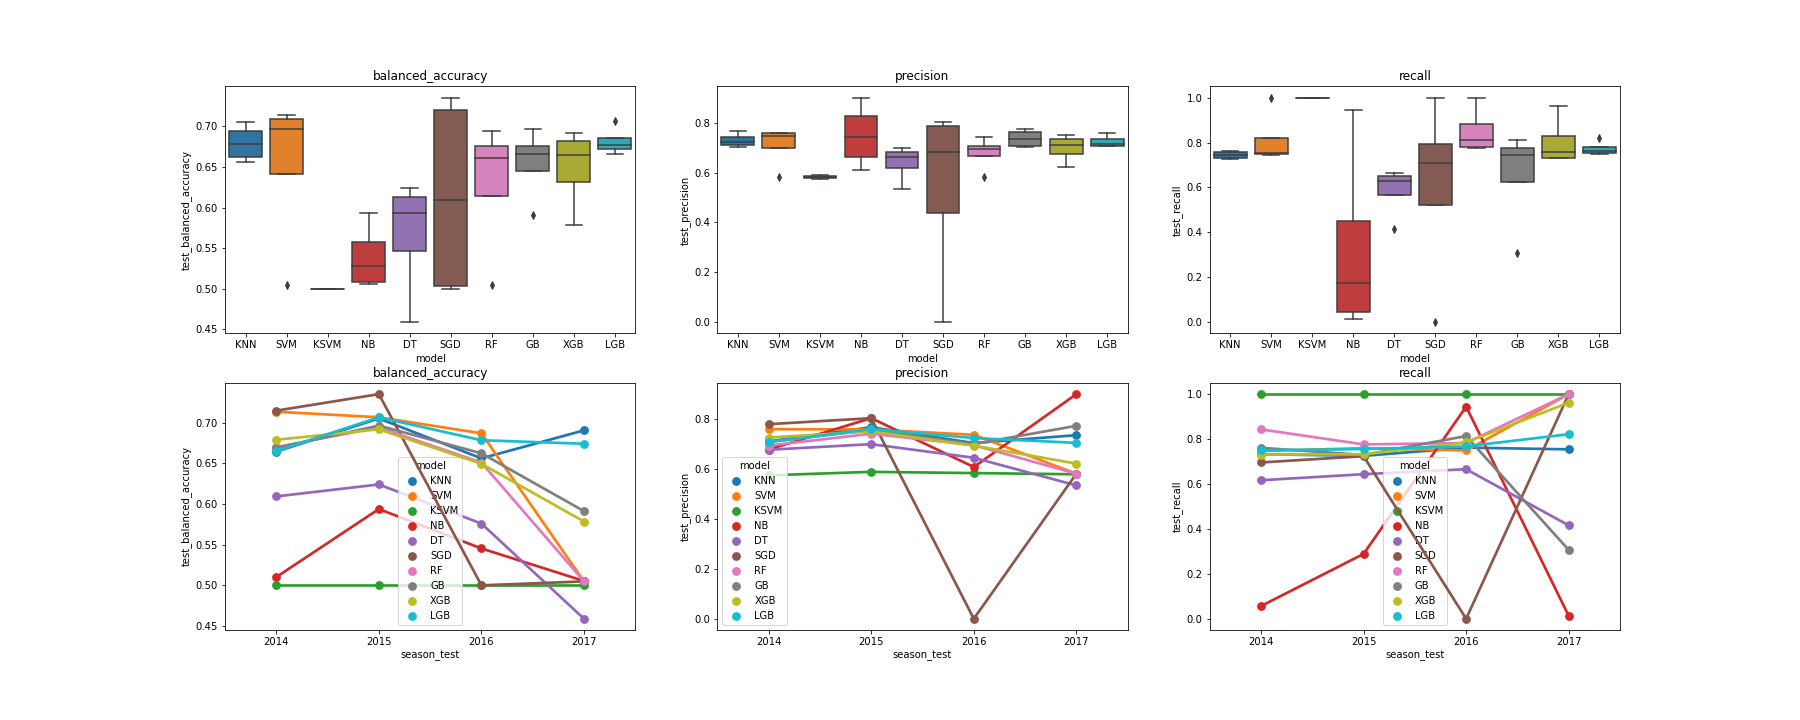 balanced_accuracy
test_balanced_accuracy
0.70
0.65
0.60
0.55
0.50
0.45
KNN SVM KSVM NB DT SGD RF GB XGB LGB
model
precision
test_precision
0.8
0.6
0.4
0.2
0.0
KNN SVM KSVM NB DT SGD RF GB XGB LGB
model
recall
test_recall
1.0
0.8
0.6
0.4
0.2
0.0
KNN SVM KSVM NB DT SGD RF GB XGB LGB
model
balanced_accuracy
test_balanced_accuracy
0.70
0.65
0.60
0.55
0.50
0.45
model
KNN
SVM
KSVM
NB
DT
SGD
RF
GB
XGB
LGB
2014 2015 2016 2017
season_test
precision
test_precision
0.8
0.6
0.4
0.2
0.0
model
KNN
SVM
KSVM
NB
DT
SGD
RF
GB
XGB
LGB
2014 2015 2016 2017
season_test
recall
test_recall
1.0
0.8
0.6
0.4
0.2
0.0
model
KNN
SVM
KSVM
NB
DT
SGD
RF
GB
XGB
LGB
2014 2015 2016 2017
season_test